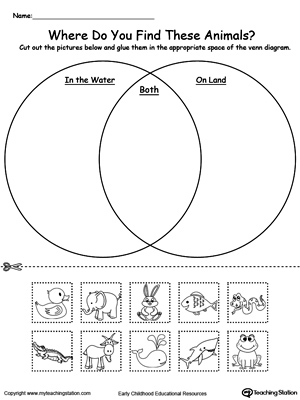 Name:
Where Do You Find These Animals?
Cut out the pictures below and glue them in the appropriate space of the venn diagram.
In the Water
On Land
Both
Copyright www.myteachingstation.com
Early Childhood Educational Resources
TeachingStation